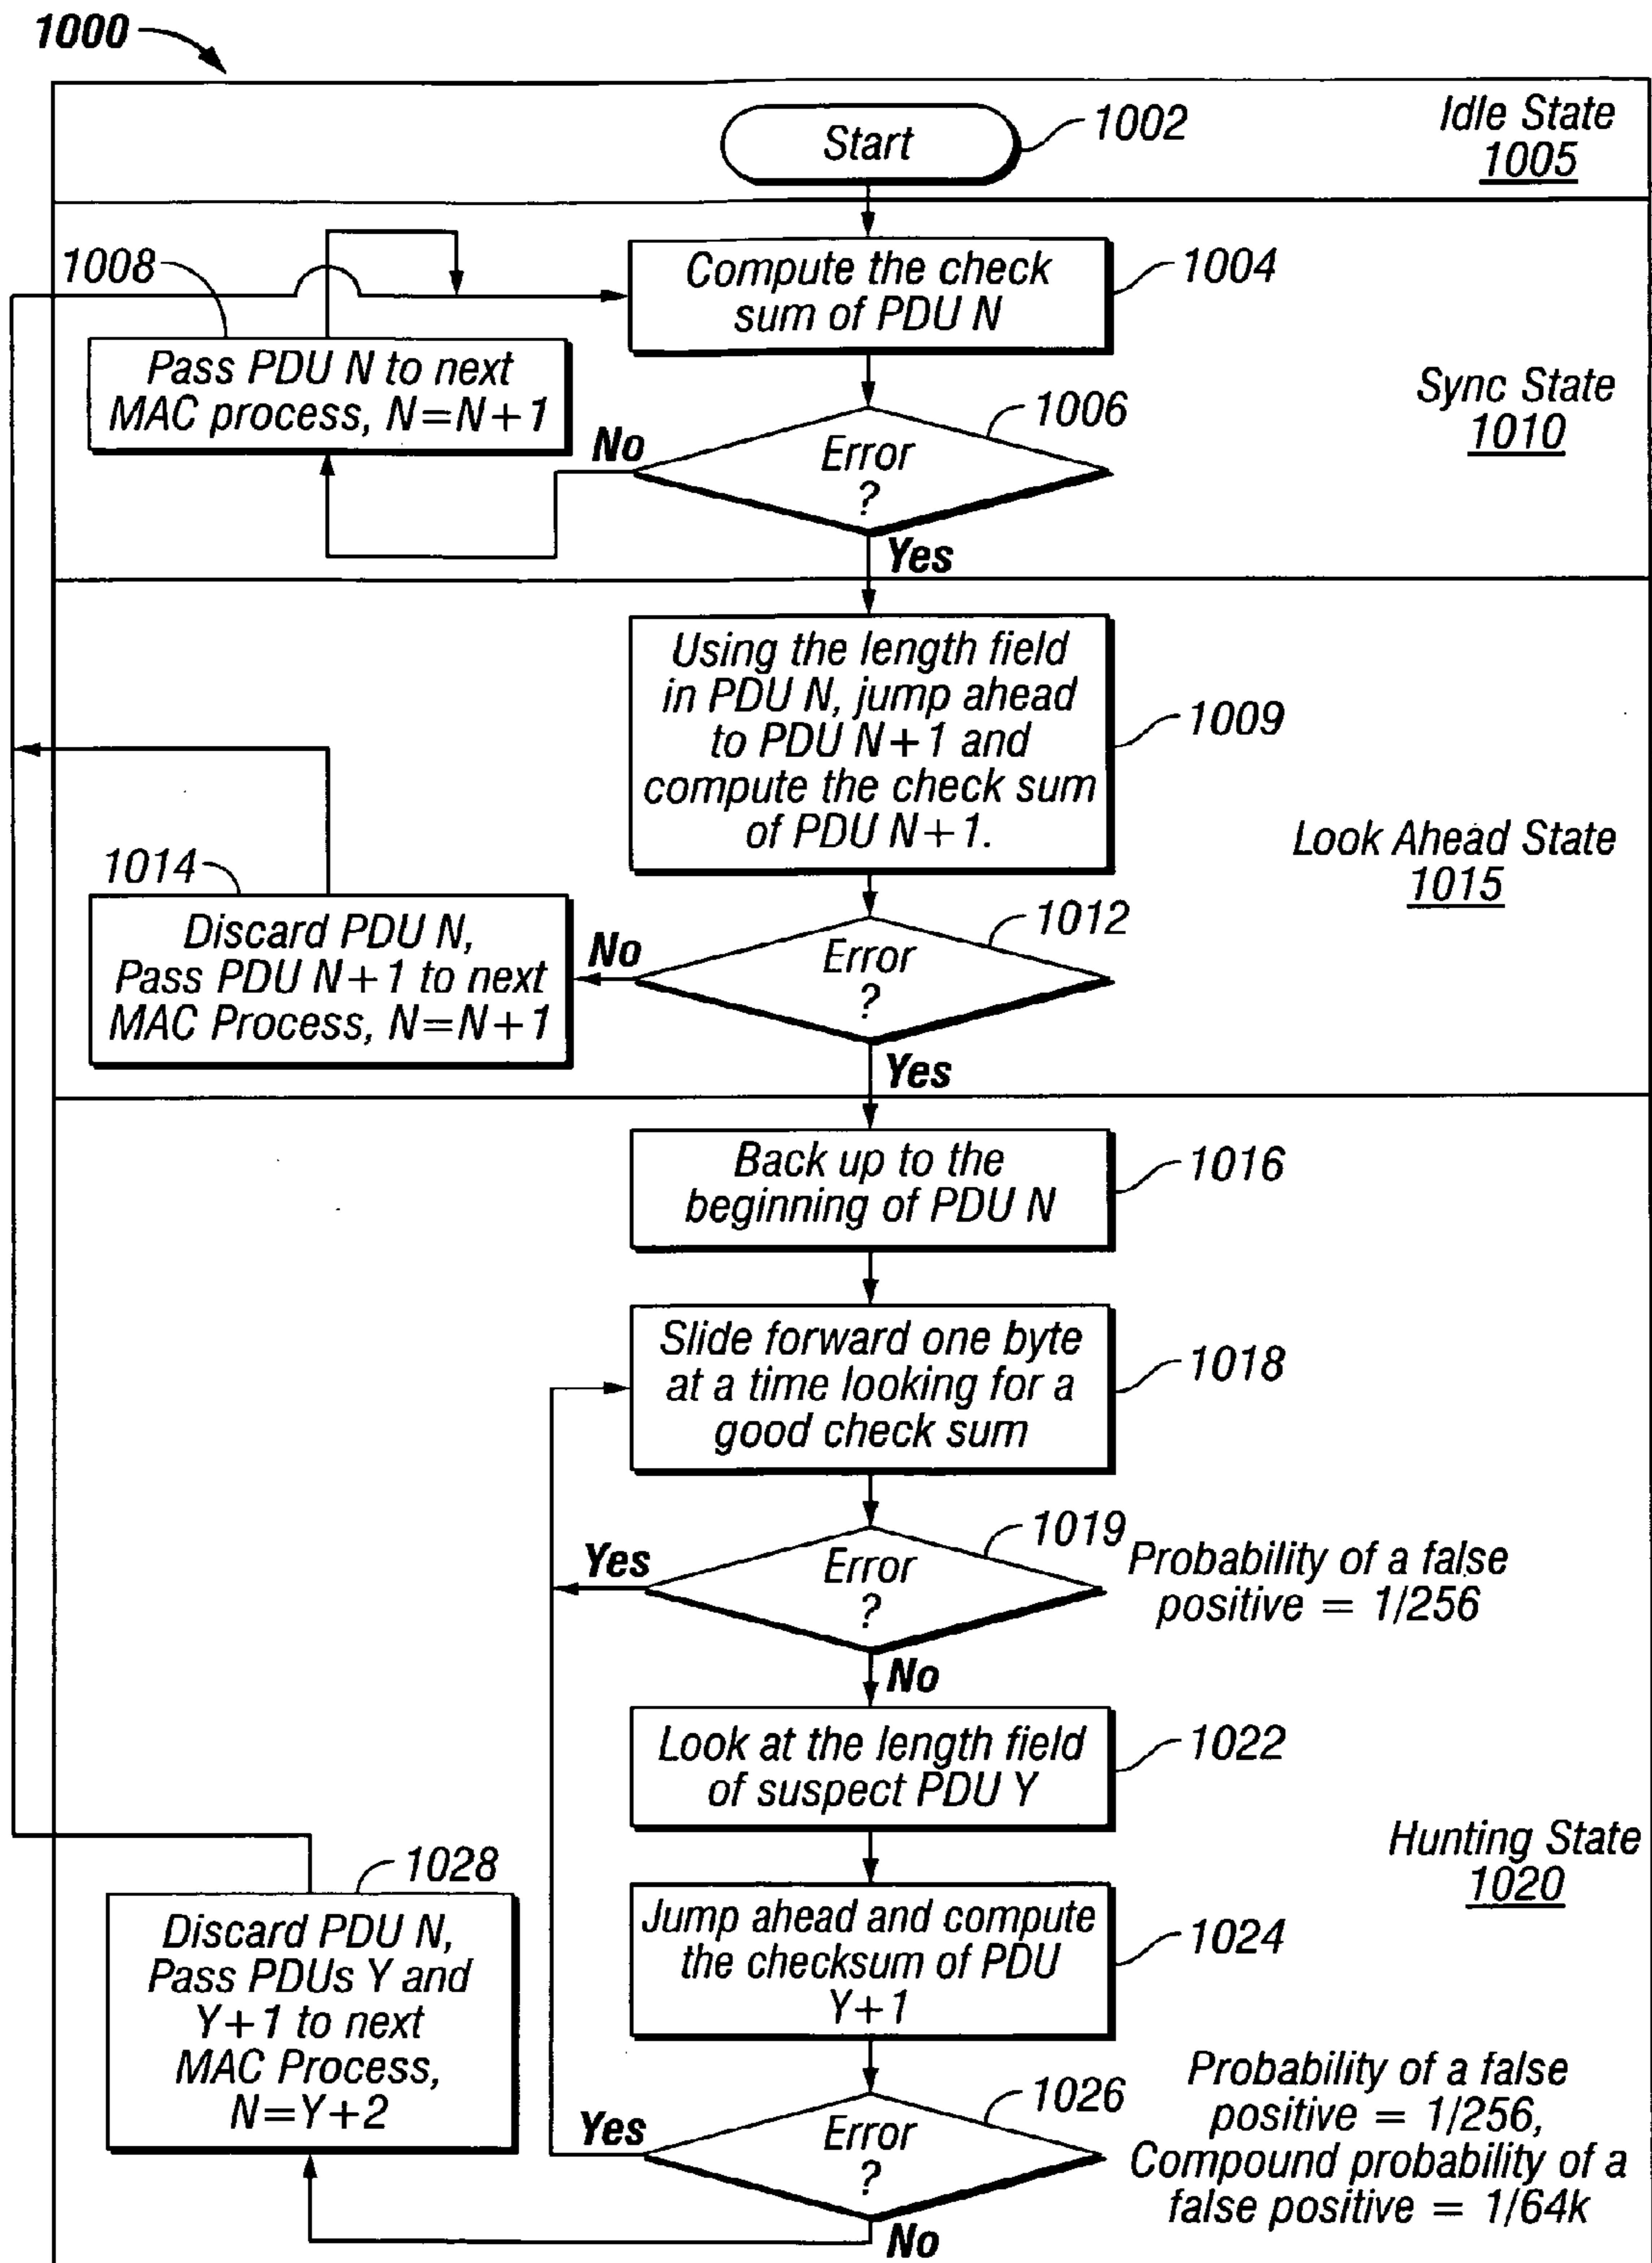 1000
Idle State
1005
Start
1002
Compute the check
sum of PDU N
1004
1008
Pass PDU N to next
MAC process, N=N+1
Sync State
1010
1006
Error
?
No
Yes
Using the length field
in PDU N, jump ahead
to PDU N+1 and
compute the check sum
of PDU N+1.
1009
Look Ahead State
1015
1014
Discard PDU N,
Pass PDU N+1 to next
MAC Process, N=N+1
1012
Error
?
No
Yes
Back up to the
beginning of PDU N
1016
Slide forward one byte
at a time looking for a
good check sum
1018
1019
Error
?
Yes
No
Probability of a false
positive = 1/256
Look at the length field
of suspect PDU Y
1022
Hunting State
1020
1028
Discard PDU N,
Pass PDUs Y and
Y+1 to next
MAC Process,
N=Y+2
Jump ahead and compute
the checksum of PDU
Y+1
1024
1026
Error
?
Yes
No
Probability of a false
positive = 1/256,
Compound probability of a
false positive = 1/64k